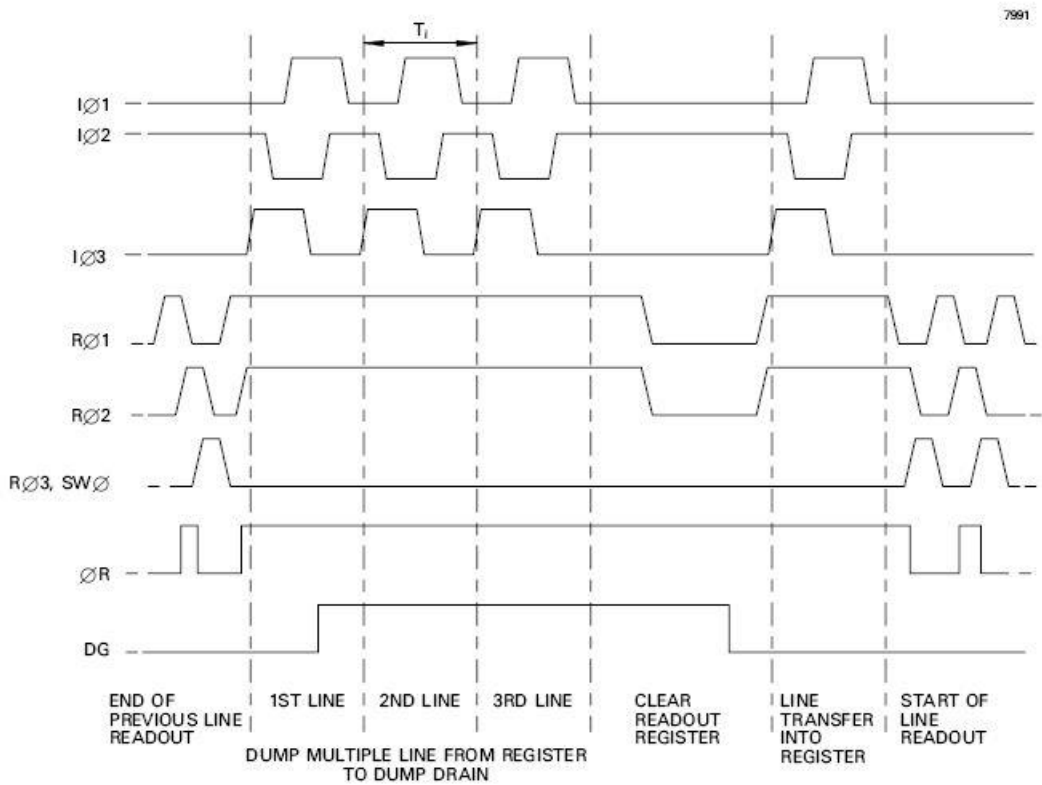 7991
Ti
IØ1
IØ2
IØ3
RØ1
RØ2
RØ3, SWØ
ØR
DG
END OF
PREVIOUS LINE
READOUT
1ST LINE
2ND LINE
3RD LINE
DUMP MULTIPLE LINE FROM REGISTER
TO DUMP DRAIN
CLEAR
READOUT
REGISTER
LINE
TRANSFER
INTO
REGISTER
START OF
LINE
READOUT